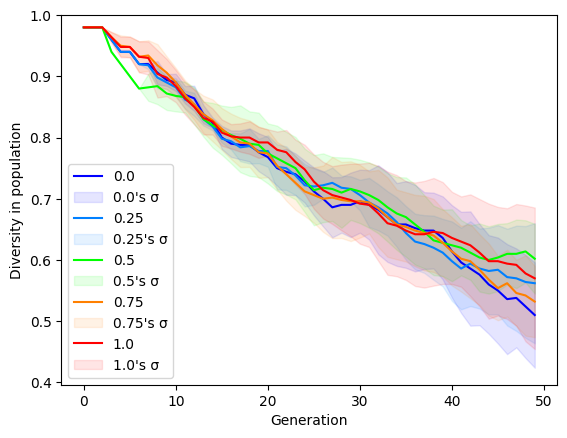 1.0
0.9
0.8
0.7
0.6
0.5
0.4
Diversity in population
0.0
0.0's σ
0.25
0.25's σ
0.5
0.5's σ
0.75
0.75's σ
1.0
1.0's σ
0
10
20
30
40
50
Generation